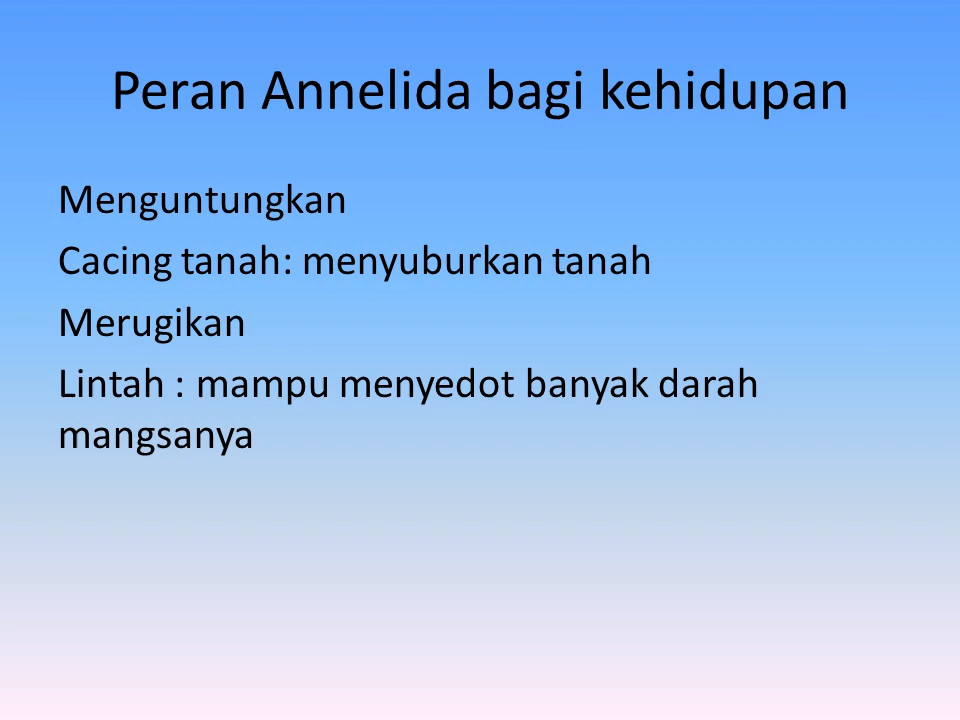 Peran Annelida bagi kehidupan
Menguntungkan
Cacing tanah: menyuburkan tanah
Merugikan
Lintah : mampu menyedot banyak darah
mangsanya